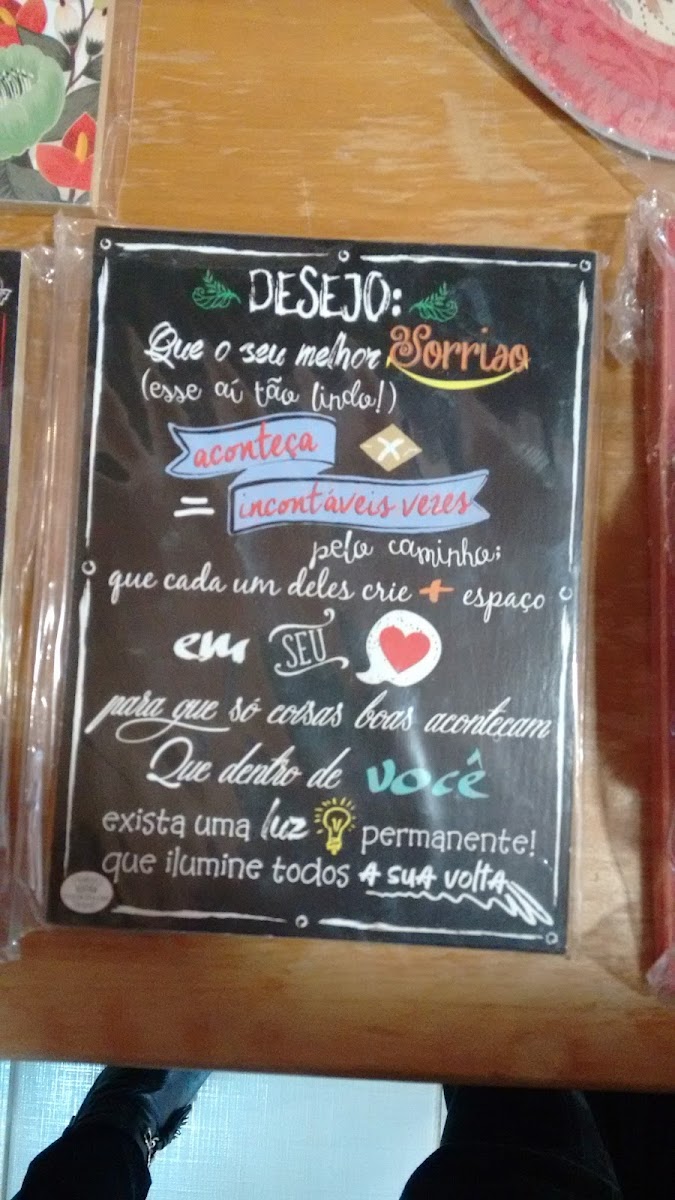 DESEJO:
Que o seu melhor Sorriso
(esse aí tão lindo!)
aconteça x
= incontáveis vezes
pelo caminho;
que cada um deles crie + espaço
em SEU
para que só coisas boas aconteçam
Que dentro de você
exista uma luz permanente!
que ilumine todos A SUA VOLTA